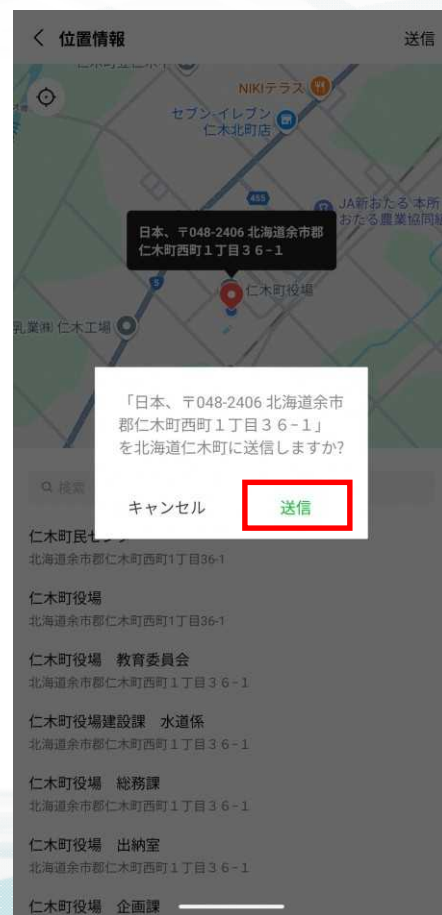 位置情報
送信
NIKIテラス
セブン-イレブン
仁木北町店
455
JA新おたる 本所
おたる農業協同組
日本、〒048-2406 北海道余市郡
仁木町西町1丁目３６−１
5
仁木町役場
乳業㈱ 仁木工場
「日本、〒048-2406 北海道余市
郡仁木町西町1丁目３６−１」
を北海道仁木町に送信しますか?
検索
キャンセル
送信
仁木町民セ
北海道余市郡仁木町西町1丁目36-1
仁木町役場
北海道余市郡仁木町西町1丁目36-1
仁木町役場　教育委員会
北海道余市郡仁木町西町１丁目３６−１
仁木町役場建設課　水道係
北海道余市郡仁木町西町１丁目３６−１
仁木町役場　総務課
北海道余市郡仁木町西町１丁目３６−１
仁木町役場　出納室
北海道余市郡仁木町西町１丁目３６−１
仁木町役場　企画課